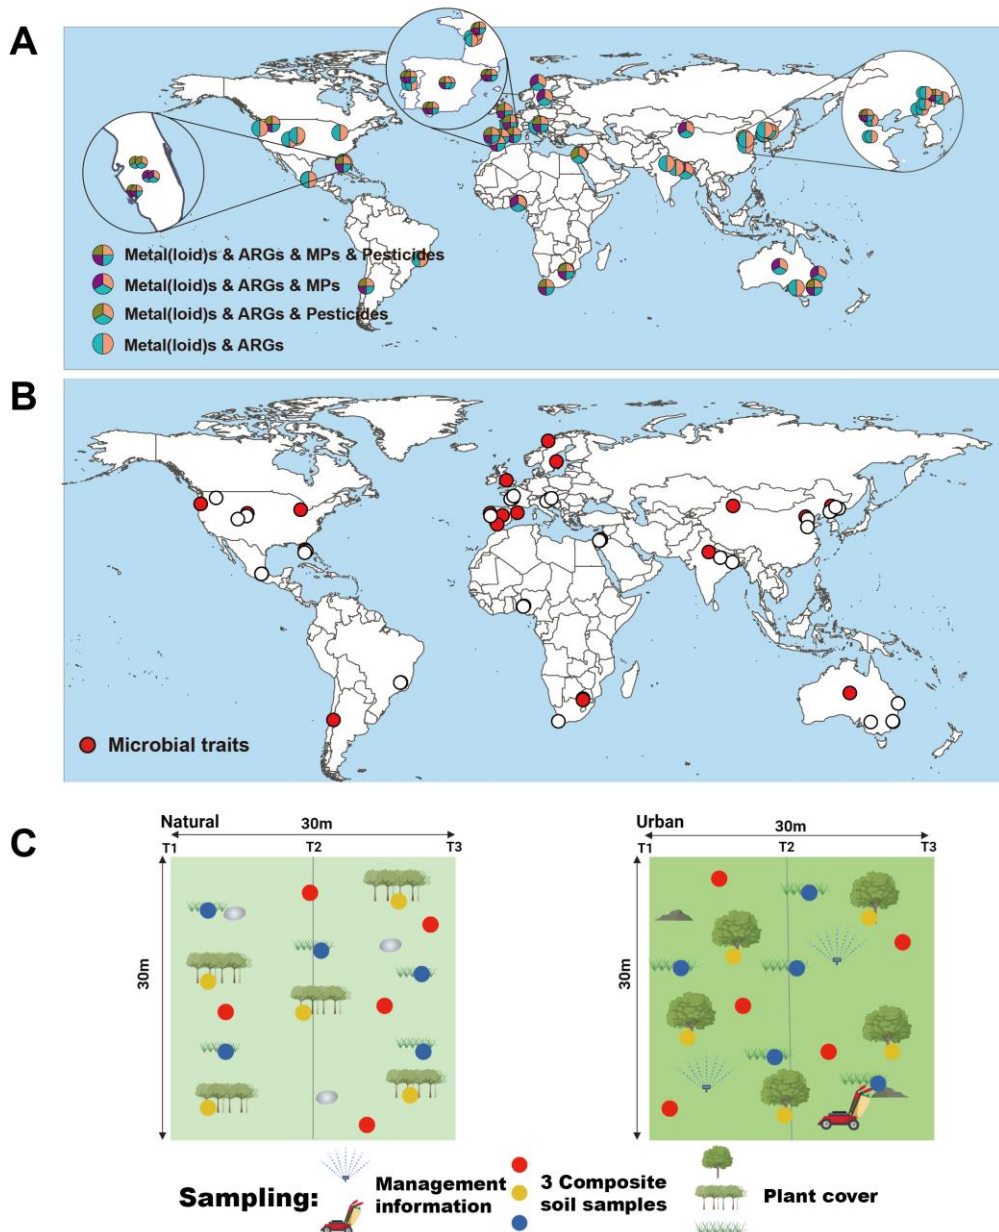 A
Metal(loid)s & ARGs & MPs & Pesticides
Metal(loid)s & ARGs & MPs
Metal(loid)s & ARGs & Pesticides
Metal(loid)s & ARGs
B
Microbial traits
C
Natural
30m
T1 T2 T3
30m
Urban
30m
T1 T2 T3
30m
Sampling:
Management
information
3 Composite
soil samples
Plant cover